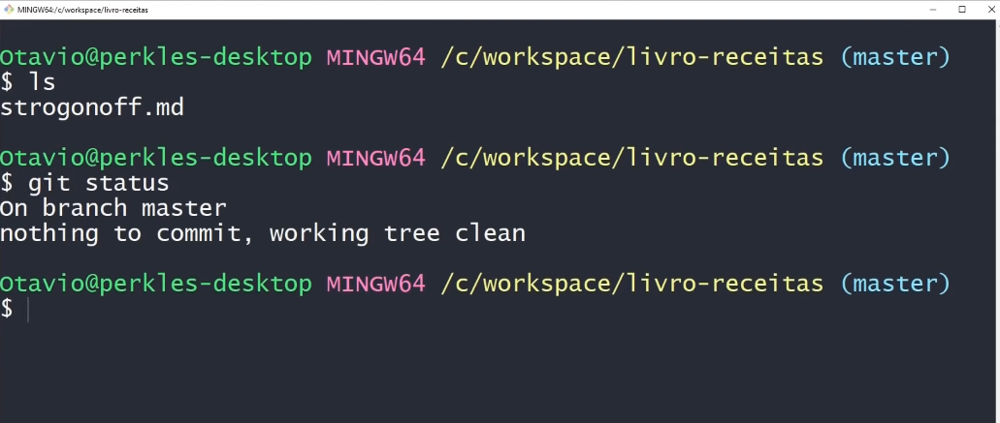 MINGW64:/c/workspace/livro-receitas
Otavio@perkles-desktop MINGW64 /c/workspace/livro-receitas (master)
$ ls
strogonoff.md
Otavio@perkles-desktop MINGW64 /c/workspace/livro-receitas (master)
$ git status
On branch master
nothing to commit, working tree clean
Otavio@perkles-desktop MINGW64 /c/workspace/livro-receitas (master)
$